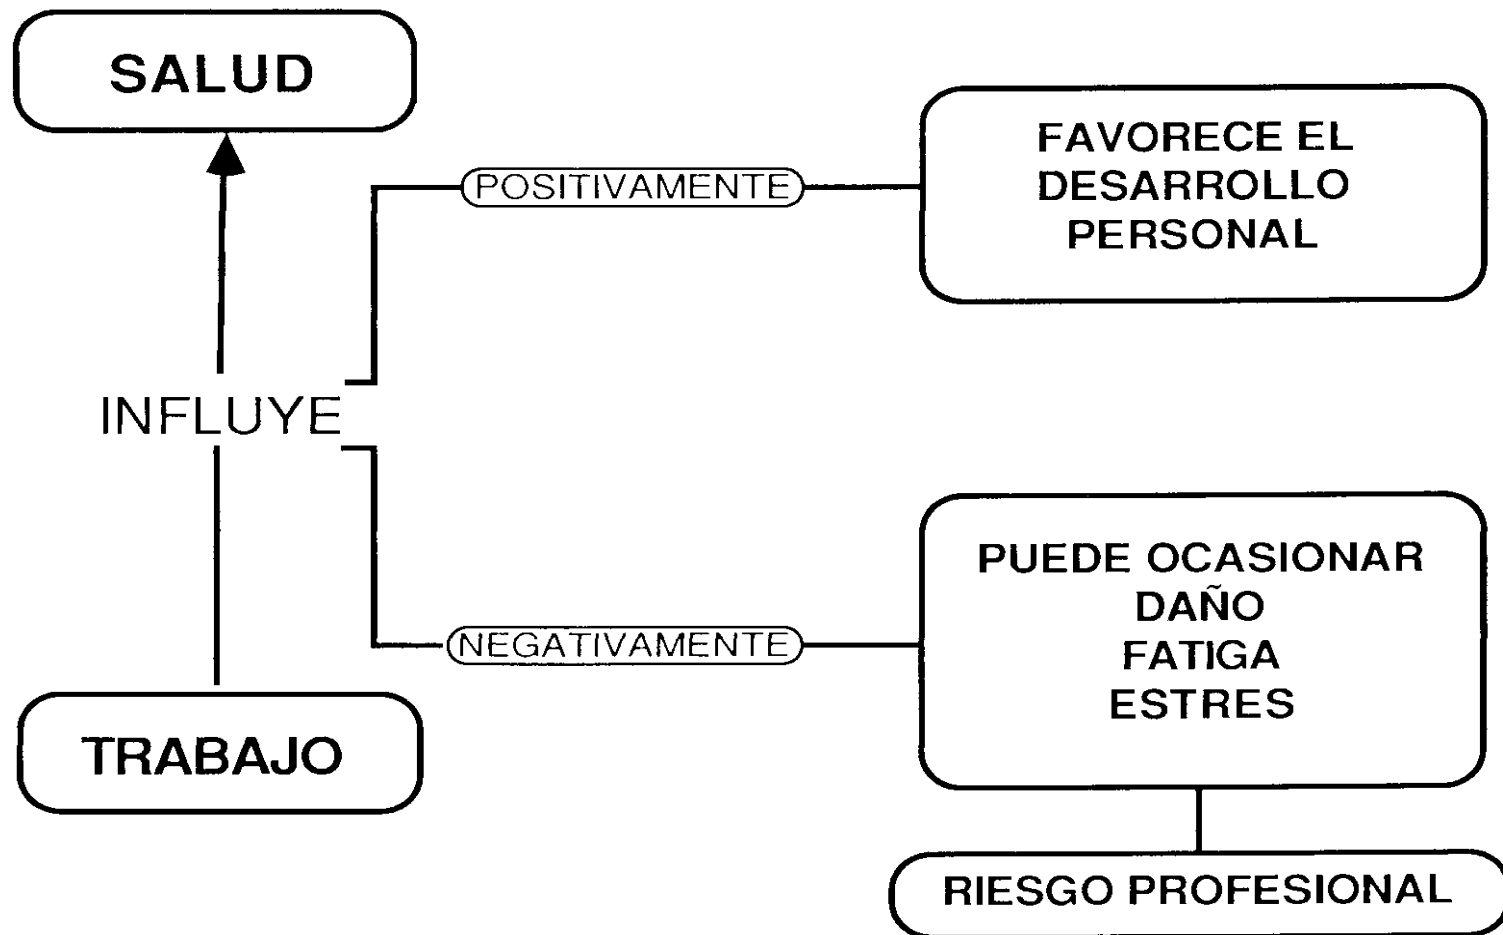 SALUD
POSITIVAMENTE
FAVORECE EL
DESARROLLO
PERSONAL
INFLUYE
NEGATIVAMENTE
PUEDE OCASIONAR
DAÑO
FATIGA
ESTRES
TRABAJO
RIESGO PROFESIONAL